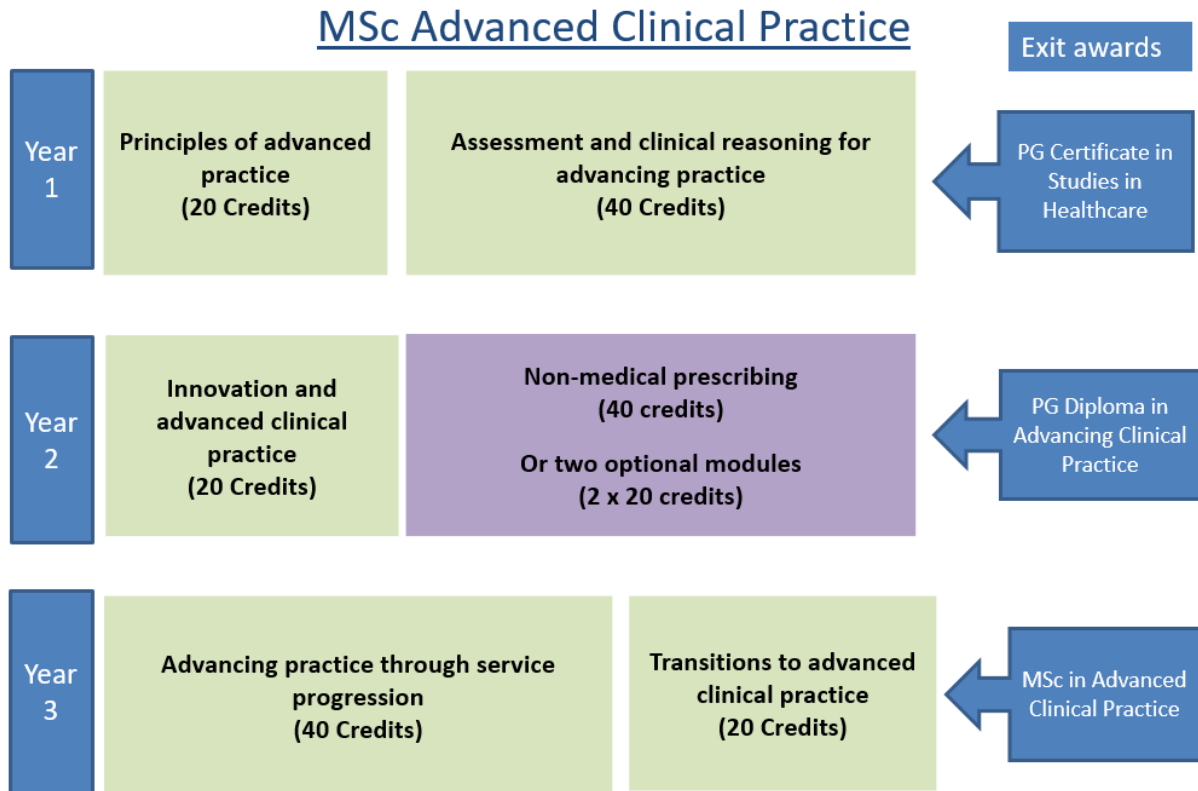 MSc Advanced Clinical Practice
Exit awards
Year
1
Principles of advanced
practice
(20 Credits)
Assessment and clinical reasoning for
advancing practice
(40 Credits)
PG Certificate in
Studies in
Healthcare
Year
2
Innovation and
advanced clinical
practice
(20 Credits)
Non-medical prescribing
(40 credits)
Or two optional modules
(2 x 20 credits)
PG Diploma in
Advancing Clinical
Practice
Year
3
Advancing practice through service
progression
(40 Credits)
Transitions to advanced
clinical practice
(20 Credits)
MSc in Advanced
Clinical Practice